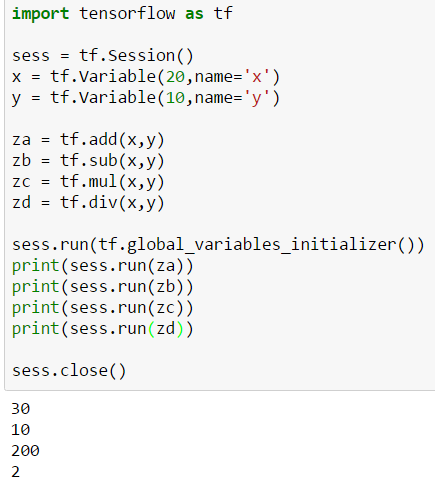 import tensorflow as tf
sess = tf.Session()
x = tf.Variable(20,name='x')
y = tf.Variable(10,name='y')
za = tf.add(x,y)
zb = tf.sub(x,y)
zc = tf.mul(x,y)
zd = tf.div(x,y)
sess.run(tf.global_variables_initializer())
print(sess.run(za))
print(sess.run(zb))
print(sess.run(zc))
print(sess.run(zd))
sess.close()
30
10
200
2